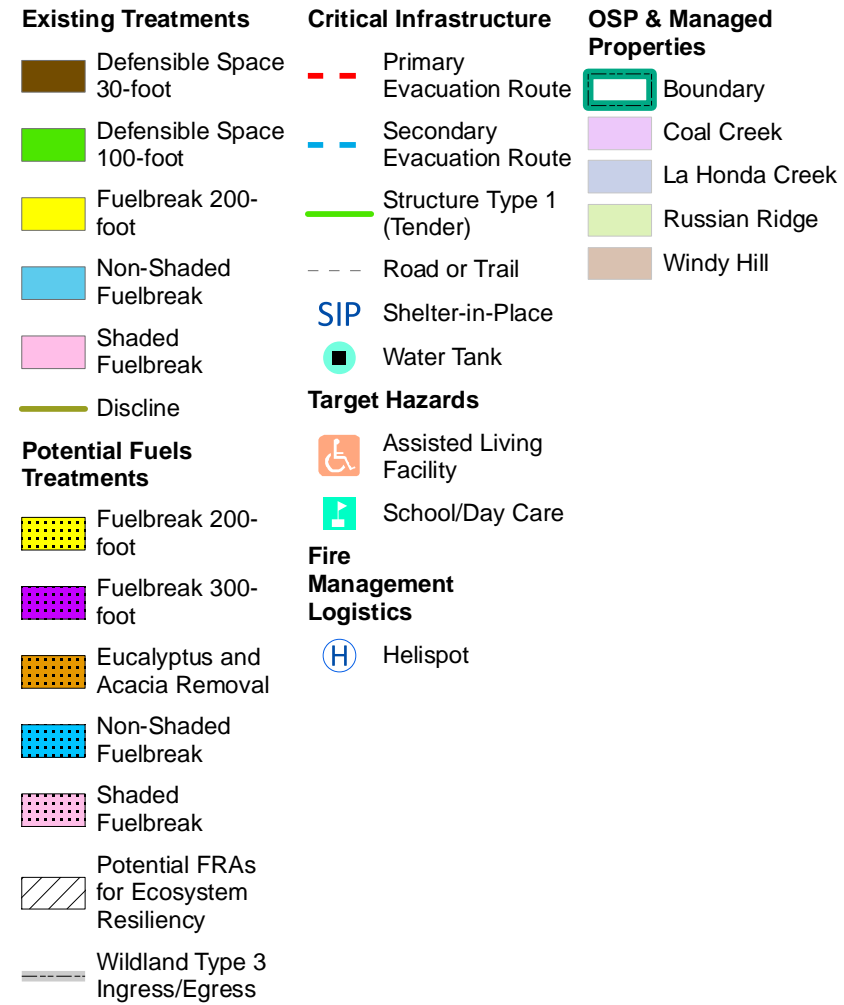 Existing Treatments
Defensible Space
30-foot
Defensible Space
100-foot
Fuelbreak 200-
foot
Non-Shaded
Fuelbreak
Shaded
Fuelbreak
Discline
Potential Fuels
Treatments
Fuelbreak 200-
foot
Fuelbreak 300-
foot
Eucalyptus and
Acacia Removal
Non-Shaded
Fuelbreak
Shaded
Fuelbreak
Potential FRAs
for Ecosystem
Resiliency
Wildland Type 3
Ingress/Egress
Critical Infrastructure
Primary
Evacuation Route
Secondary
Evacuation Route
Structure Type 1
(Tender)
Road or Trail
SIP Shelter-in-Place
Water Tank
Target Hazards
Assisted Living
Facility
School/Day Care
Fire
Management
Logistics
H Helispot
OSP & Managed
Properties
Boundary
Coal Creek
La Honda Creek
Russian Ridge
Windy Hill